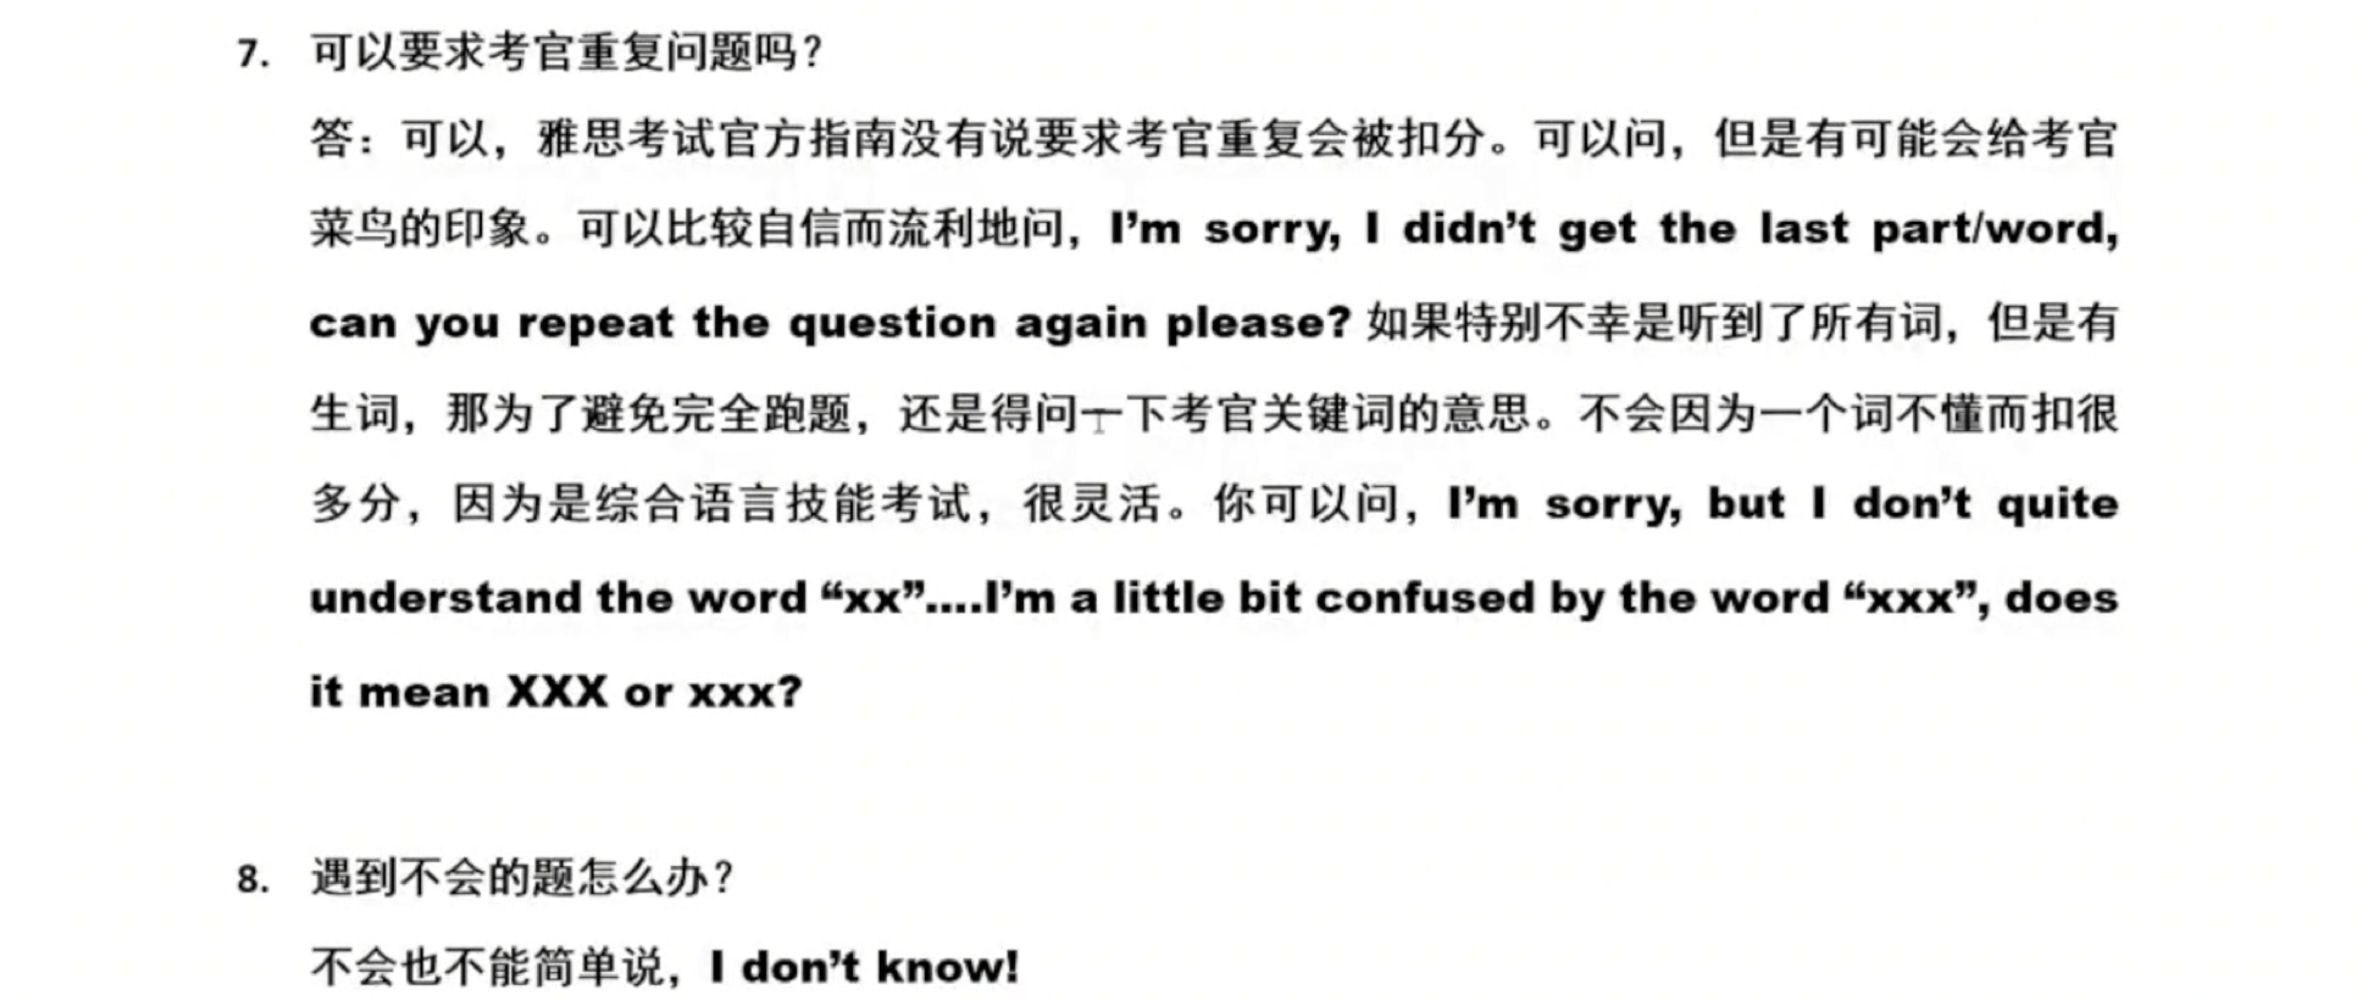 7. 可以要求考官重复问题吗？
答：可以，雅思考试官方指南没有说要求考官重复会被扣分。可以问，但是有可能会给考官
菜鸟的印象。可以比较自信而流利地问，I’m sorry, I didn’t get the last part/word,
can you repeat the question again please? 如果特别不幸是听到了所有词，但是有
生词，那为了避免完全跑题，还是得问一下考官关键词的意思。不会因为一个词不懂而扣很
多分，因为是综合语言技能考试，很灵活。你可以问，I’m sorry, but I don’t quite
understand the word “xx”....I’m a little bit confused by the word “xxx”, does
it mean XXX or xxx?
8. 遇到不会的题怎么办？
不会也不能简单说，I don’t know!